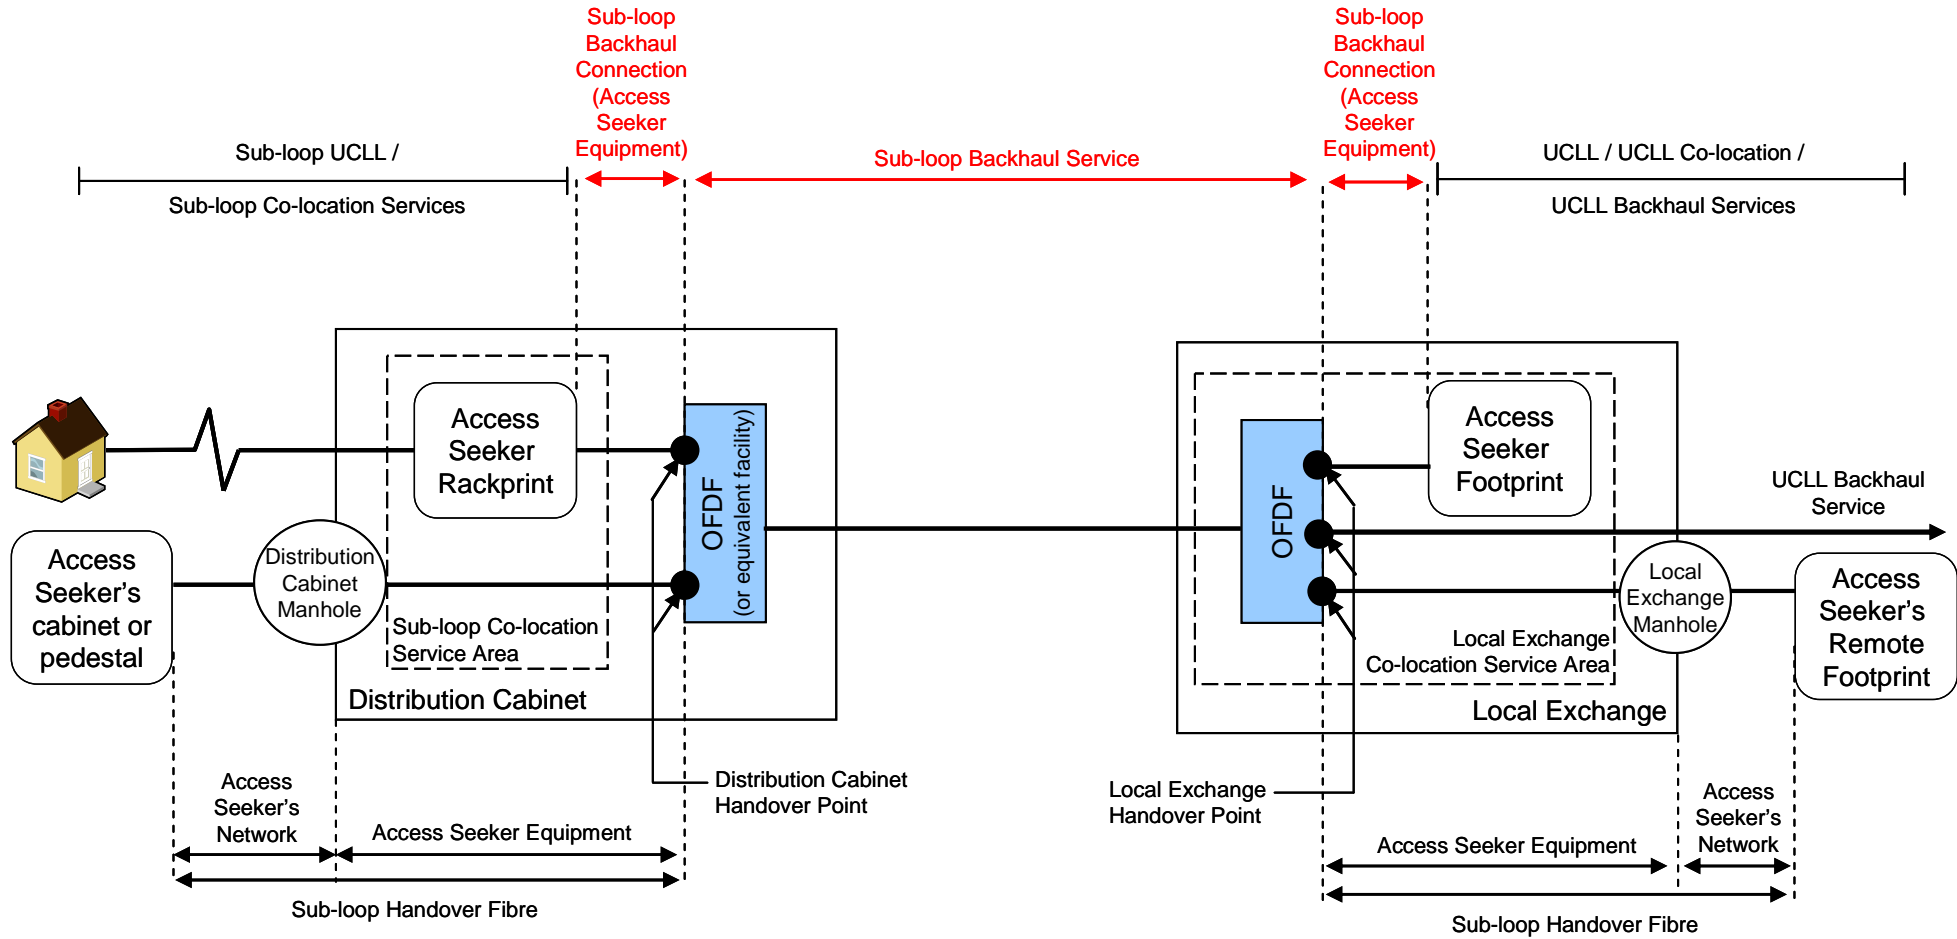 Sub-loop
Backhaul
Connection
(Access
Seeker
Equipment)
Sub-loop
Backhaul
Connection
(Access
Seeker
Equipment)
Sub-loop UCLL /
Sub-loop Co-location Services
Sub-loop Backhaul Service
UCLL / UCLL Co-location /
UCLL Backhaul Services
Access
Seeker
Rackprint
OFDF
(or equivalent facility)
Access
Seeker's
cabinet or
pedestal
Distribution
Cabinet
Manhole
Sub-loop Co-location
Service Area
Distribution Cabinet
OFDF
Access
Seeker
Footprint
UCLL Backhaul
Service
Local
Exchange
Manhole
Access
Seeker's
Remote
Footprint
Local Exchange
Co-location Service Area
Local Exchange
Distribution Cabinet
Handover Point
Local Exchange
Handover Point
Access
Seeker's
Network
Access Seeker Equipment
Sub-loop Handover Fibre
Access Seeker Equipment
Access
Seeker's
Network
Sub-loop Handover Fibre